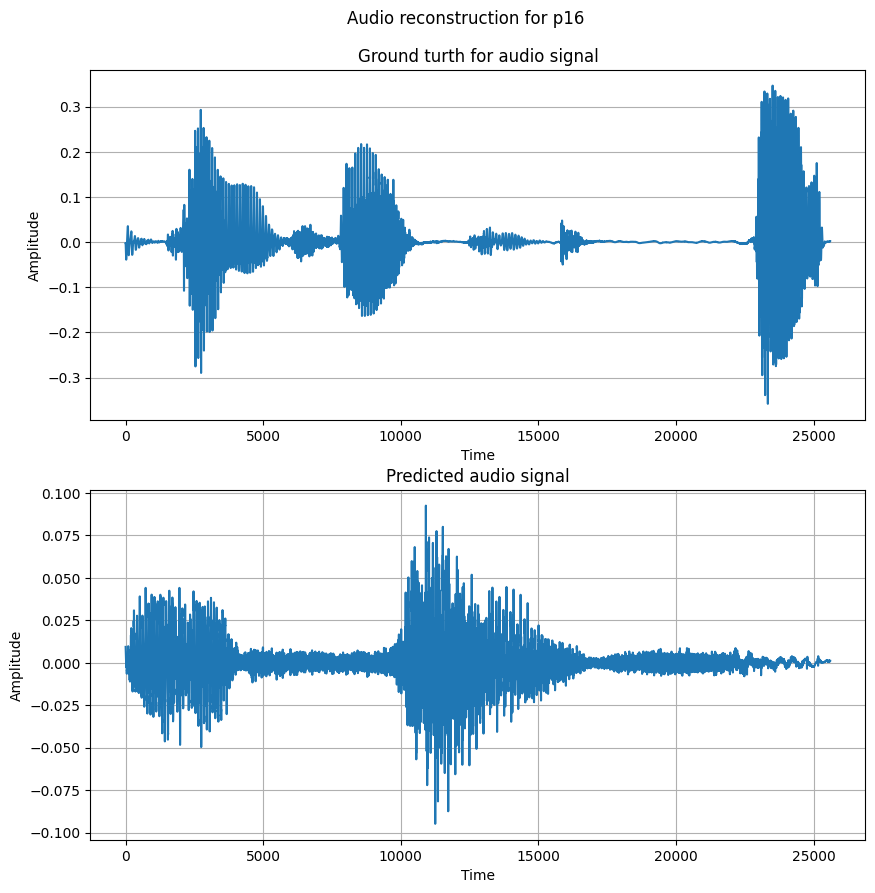 Audio reconstruction for p16
Ground turth for audio signal
0.3
0.2
0.1
0.0
−0.1
−0.2
−0.3
Amplitude
0 5000 10000 15000 20000 25000
Time
Predicted audio signal
0.100
0.075
0.050
0.025
0.000
−0.025
−0.050
−0.075
−0.100
Amplitude
0 5000 10000 15000 20000 25000
Time